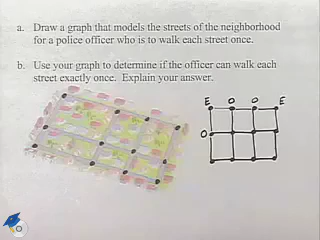 a. Draw a graph that models the streets of the neighborhood
for a police officer who is to walk each street once.
b. Use your graph to determine if the officer can walk each
street exactly once. Explain your answer.
E O O E
O